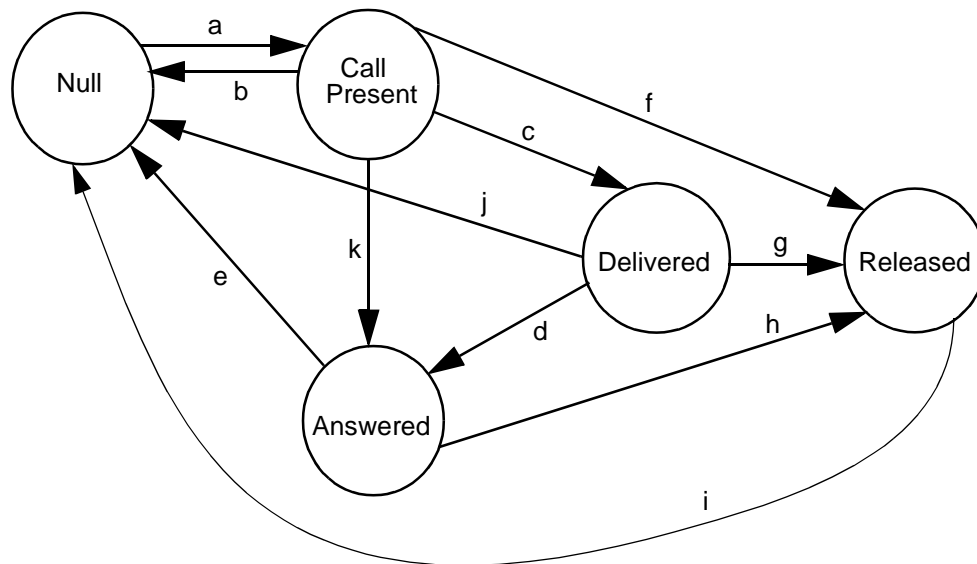 a
Null
Call
Present
b
f
c
j
k
e
Delivered
g
Released
d
h
Answered
i